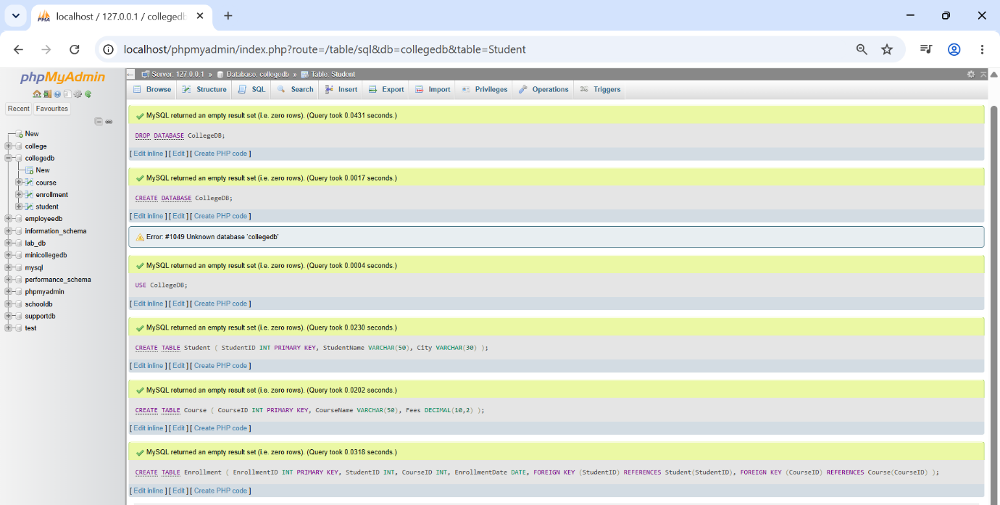 localhost / 127.0.0.1 / collegedb
localhost/phpmyadmin/index.php?route=/table/sql&db=collegedb&table=Student
phpMyAdmin
Recent Favourites
New
college
collegedb
New
course
enrollment
student
employeedb
information_schema
lab_db
minicollegedb
mysql
performance_schema
phpmyadmin
schooldb
supportdb
test
Server: 127.0.0.1 » Database: collegedb » Table: Student
Browse Structure SQL Search Insert Export Import Privileges Operations Triggers
MySQL returned an empty result set (i.e. zero rows). (Query took 0.0431 seconds.)
DROP DATABASE CollegeDB;
[ Edit inline ] [ Edit ] [ Create PHP code ]
MySQL returned an empty result set (i.e. zero rows). (Query took 0.0017 seconds.)
CREATE DATABASE CollegeDB;
[ Edit inline ] [ Edit ] [ Create PHP code ]
Error: #1049 Unknown database 'collegedb'
MySQL returned an empty result set (i.e. zero rows). (Query took 0.0004 seconds.)
USE CollegeDB;
[ Edit inline ] [ Edit ] [ Create PHP code ]
MySQL returned an empty result set (i.e. zero rows). (Query took 0.0230 seconds.)
CREATE TABLE Student ( StudentID INT PRIMARY KEY, StudentName VARCHAR(50), City VARCHAR(30) );
[ Edit inline ] [ Edit ] [ Create PHP code ]
MySQL returned an empty result set (i.e. zero rows). (Query took 0.0202 seconds.)
CREATE TABLE Course ( CourseID INT PRIMARY KEY, CourseName VARCHAR(50), Fees DECIMAL(10,2) );
[ Edit inline ] [ Edit ] [ Create PHP code ]
MySQL returned an empty result set (i.e. zero rows). (Query took 0.0318 seconds.)
CREATE TABLE Enrollment ( EnrollmentID INT PRIMARY KEY, StudentID INT, CourseID INT, EnrollmentDate DATE, FOREIGN KEY (StudentID) REFERENCES Student(StudentID), FOREIGN KEY (CourseID) REFERENCES Course(CourseID) );
[ Edit inline ] [ Edit ] [ Create PHP code ]